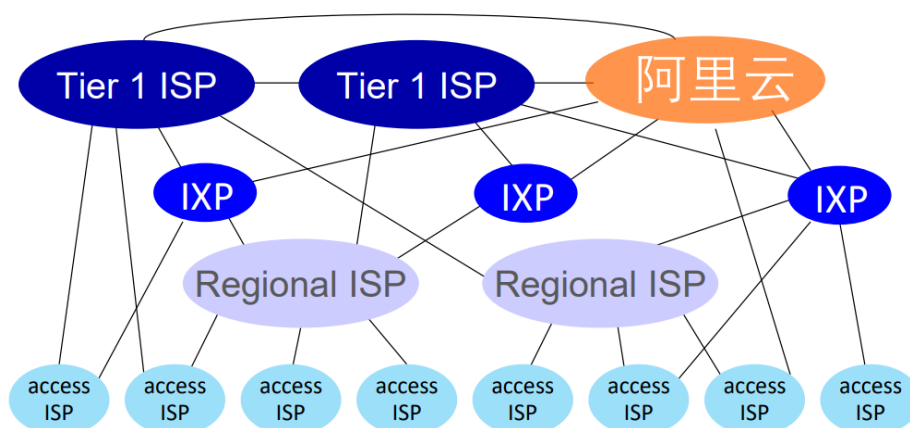 Tier 1 ISP
Tier 1 ISP
阿里云
IXP
IXP
IXP
Regional ISP
Regional ISP
access
ISP
access
ISP
access
ISP
access
ISP
access
ISP
access
ISP
access
ISP
access
ISP